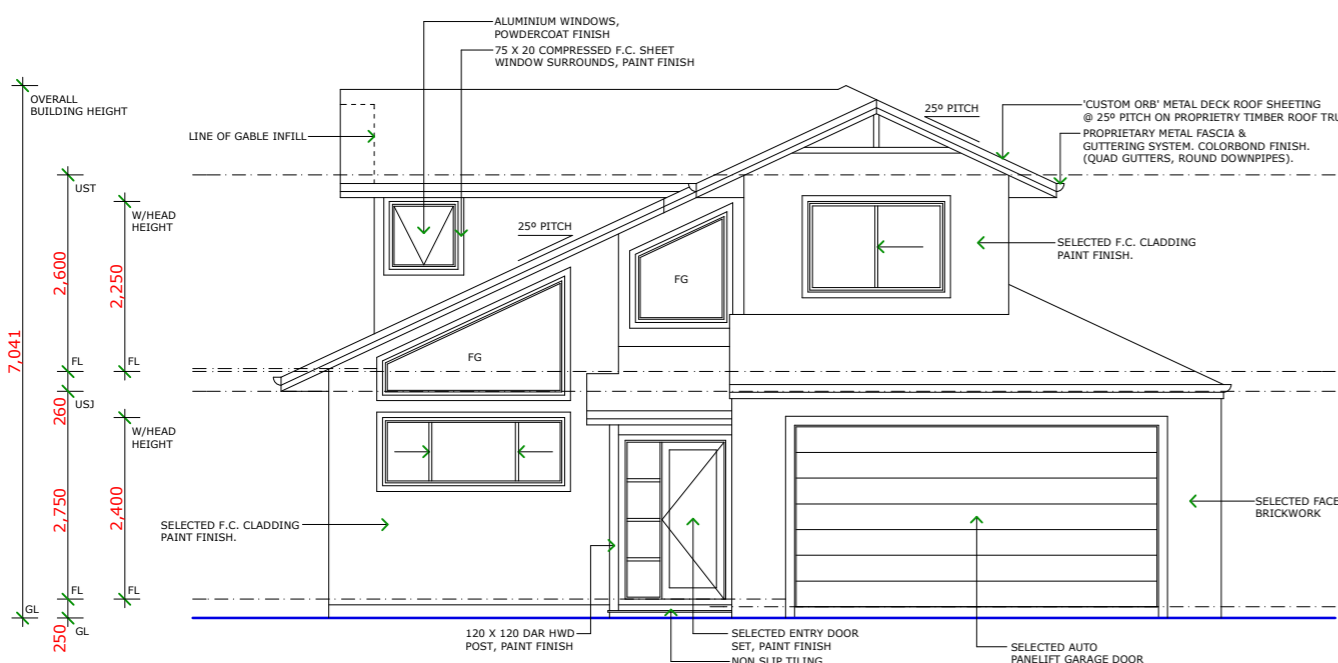 ALUMINIUM WINDOWS,
POWDERCOAT FINISH
75 X 20 COMPRESSED F.C. SHEET
WINDOW SURROUNDS, PAINT FINISH
OVERALL
BUILDING HEIGHT
25º PITCH
'CUSTOM ORB' METAL DECK ROOF SHEETING
@ 25º PITCH ON PROPRIETRY TIMBER ROOF TRU
LINE OF GABLE INFILL
PROPRIETARY METAL FASCIA &
GUTTERING SYSTEM. COLORBOND FINISH.
(QUAD GUTTERS, ROUND DOWNPIPES).
UST
W/HEAD
HEIGHT
25º PITCH
SELECTED F.C. CLADDING
PAINT FINISH.
2,600
2,250
FG
7,041
FG
FL
FL
260
USJ
W/HEAD
HEIGHT
2,750
2,400
SELECTED F.C. CLADDING
PAINT FINISH.
SELECTED FACE
BRICKWORK
FL
FL
GL
250
GL
120 X 120 DAR HWD
POST, PAINT FINISH
SELECTED ENTRY DOOR
SET, PAINT FINISH
NON SLIP TILING
SELECTED AUTO
PANELIFT GARAGE DOOR